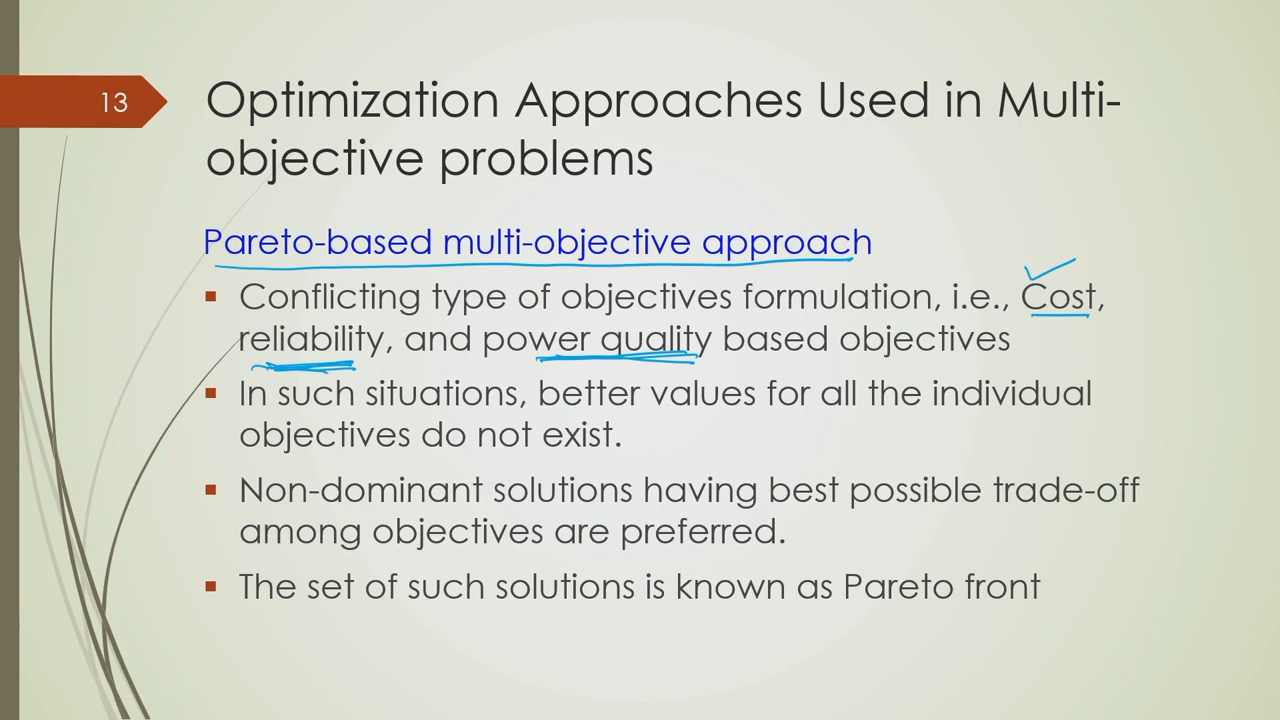 13
Optimization Approaches Used in Multi-
objective problems
Pareto-based multi-objective approach
▪ Conflicting type of objectives formulation, i.e., Cost,
reliability, and power quality based objectives
▪ In such situations, better values for all the individual
objectives do not exist.
▪ Non-dominant solutions having best possible trade-off
among objectives are preferred.
▪ The set of such solutions is known as Pareto front